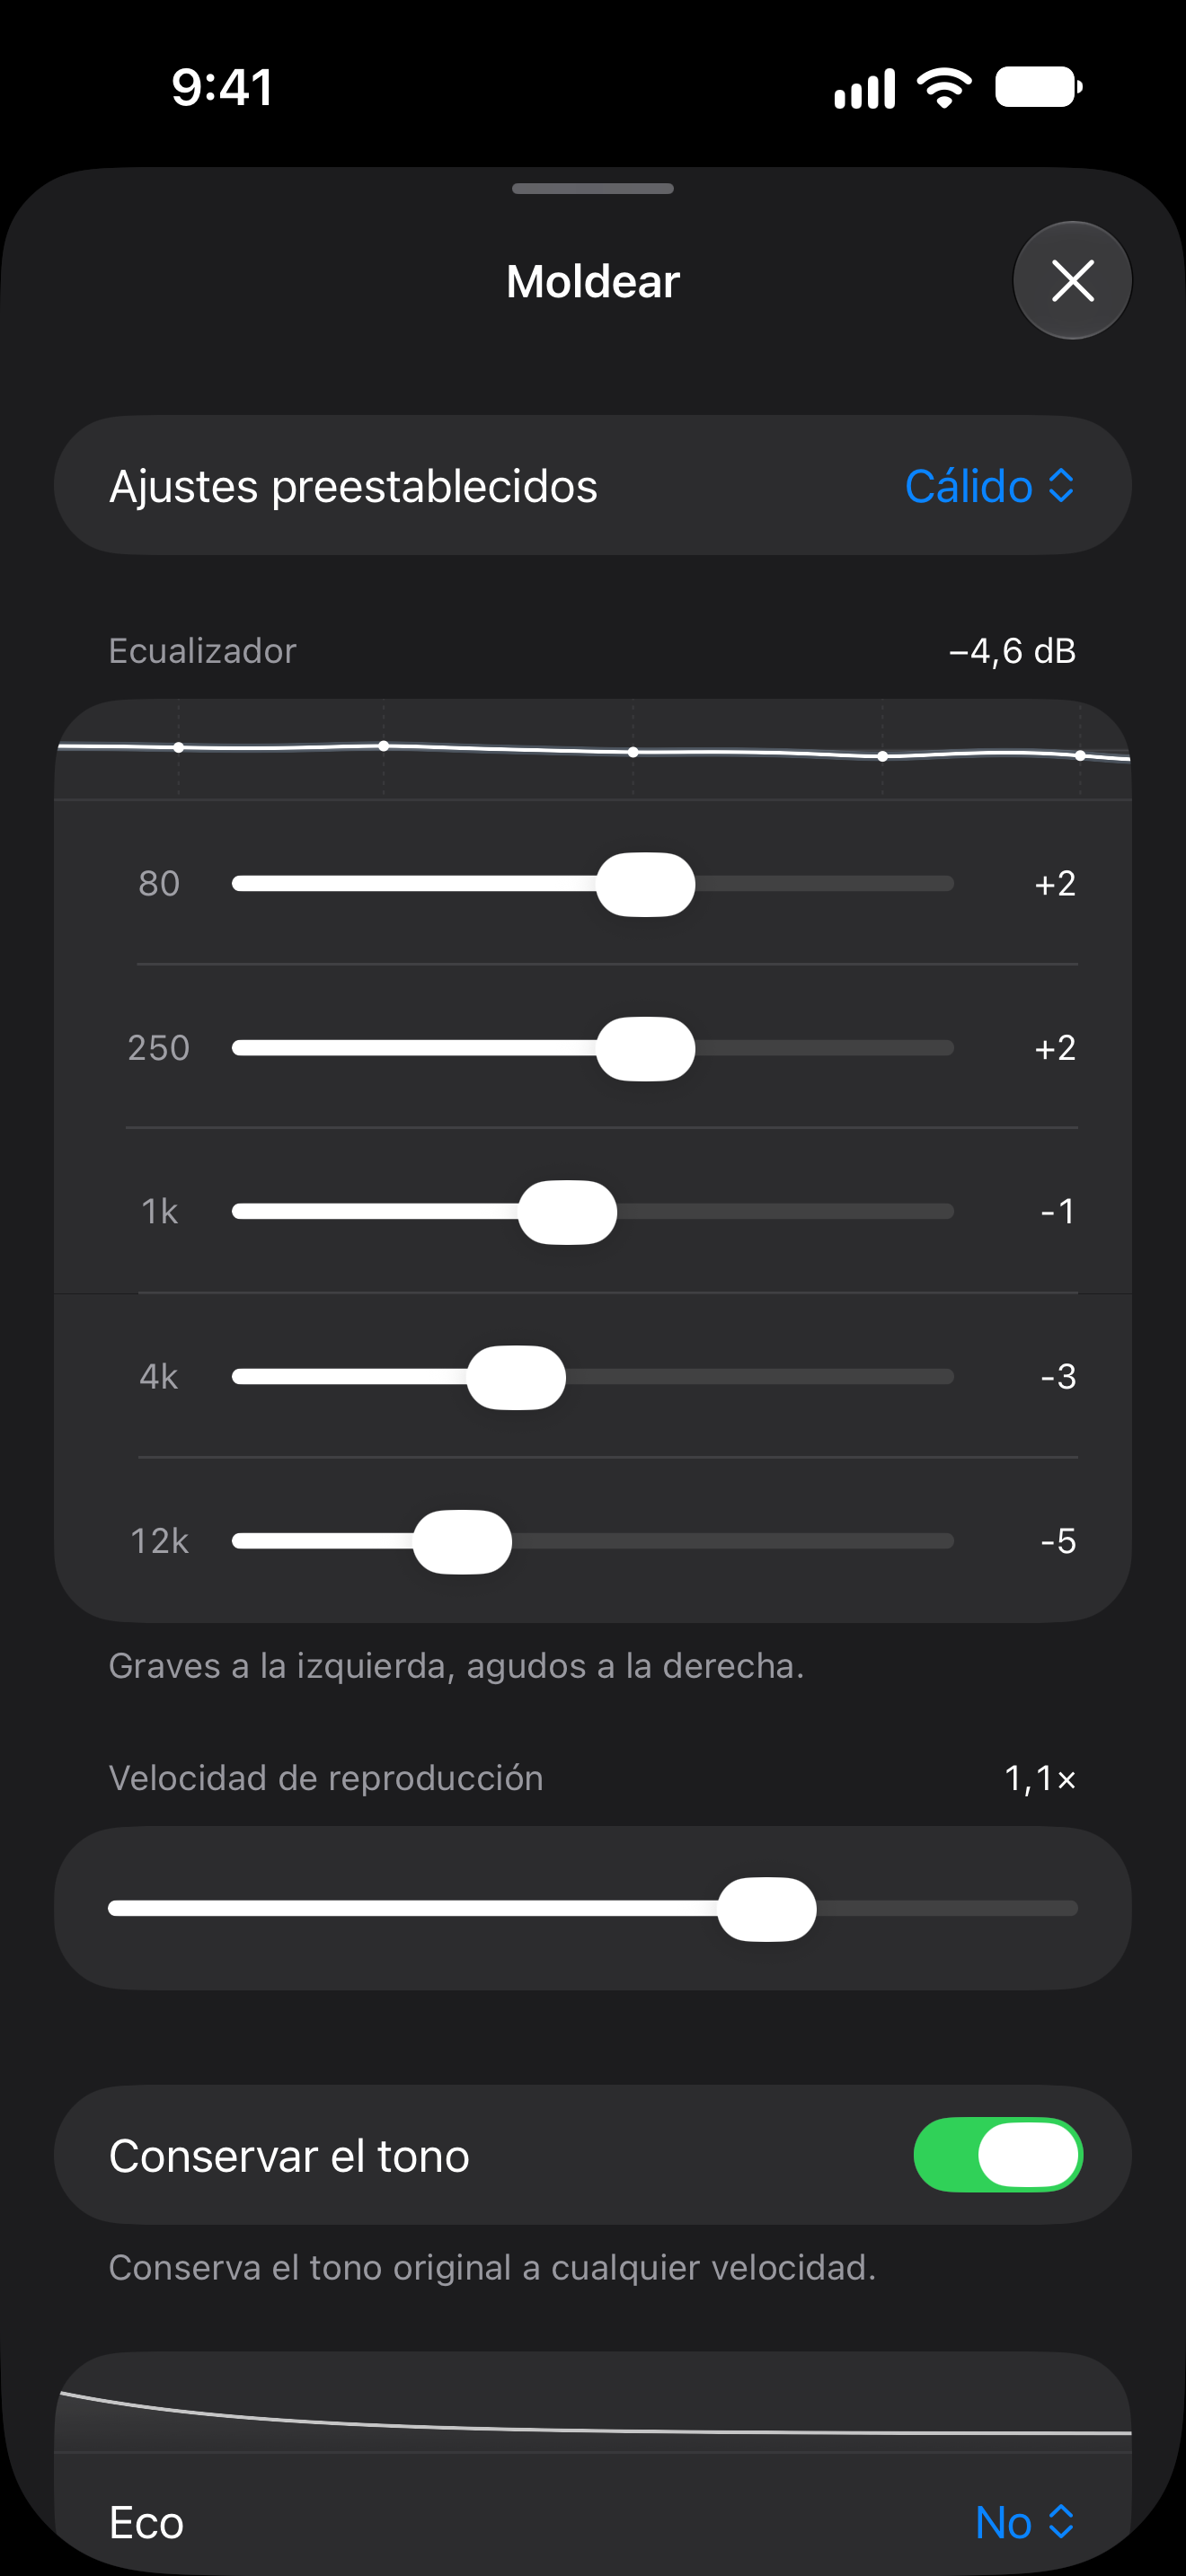 9:41
Moldear
Ajustes preestablecidos Cálido
Ecualizador –4,6 dB
80 +2
250 +2
1k -1
4k -3
12k -5
Graves a la izquierda, agudos a la derecha.
Velocidad de reproducción 1,1×
Conservar el tono
Conserva el tono original a cualquier velocidad.
Eco No